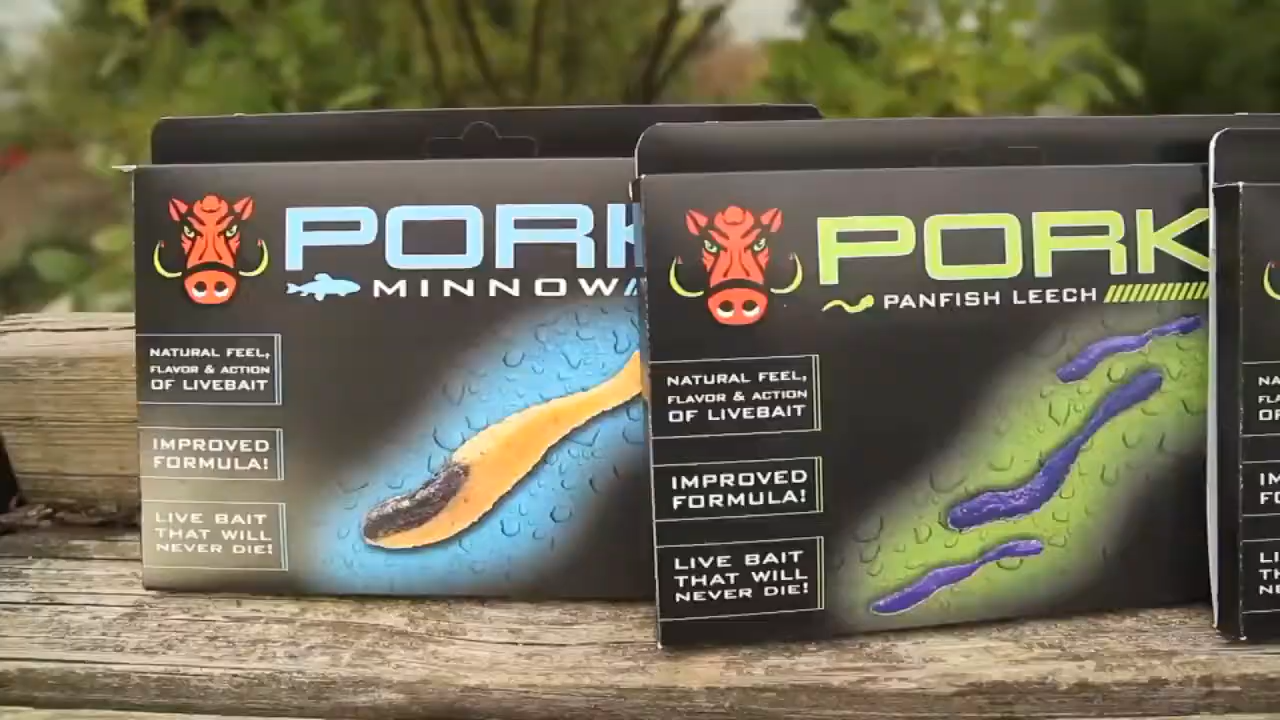 PORK
MINNOW
NATURAL FEEL,
FLAVOR & ACTION
OF LIVEBAIT
IMPROVED
FORMULA!
LIVE BAIT
THAT WILL
NEVER DIE!
PORK
PANFISH LEECH
NATURAL FEEL,
FLAVOR & ACTION
OF LIVEBAIT
IMPROVED
FORMULA!
LIVE BAIT
THAT WILL
NEVER DIE!